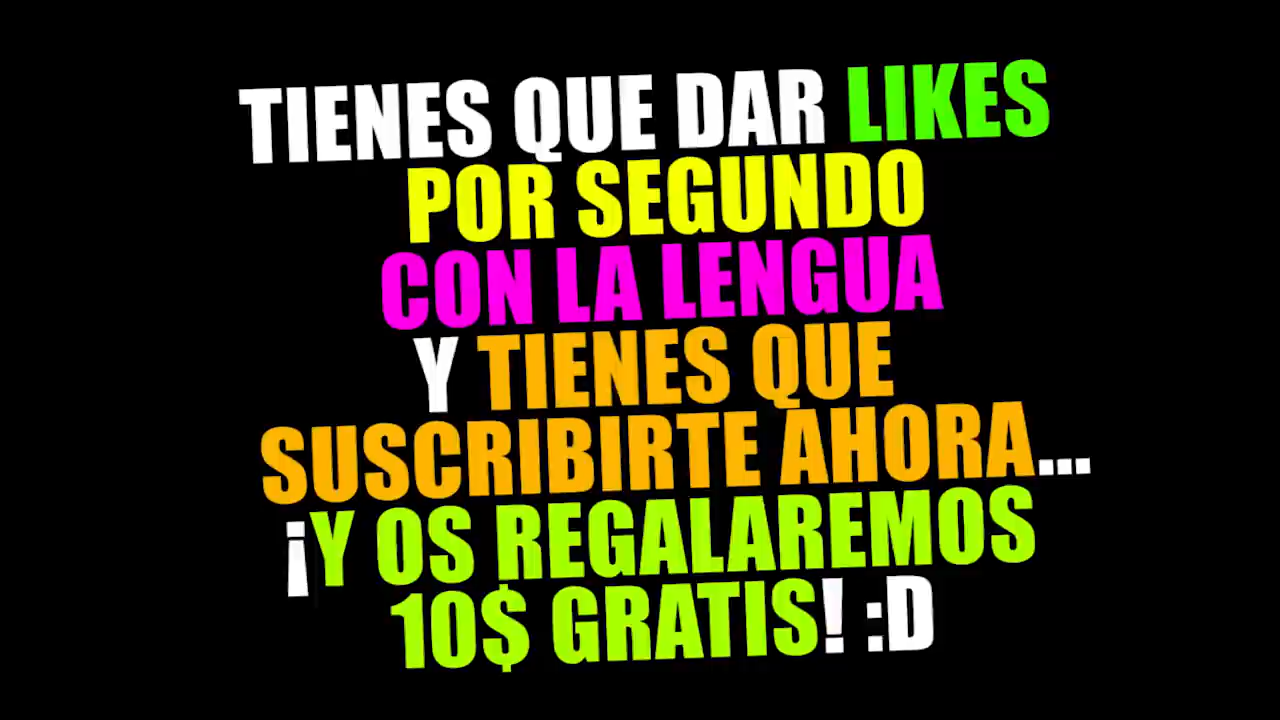 TIENES QUE DAR LIKES
POR SEGUNDO
CON LA LENGUA
Y TIENES QUE
SUSCRIBIRTE AHORA...
¡Y OS REGALAREMOS
10$ GRATIS! :D